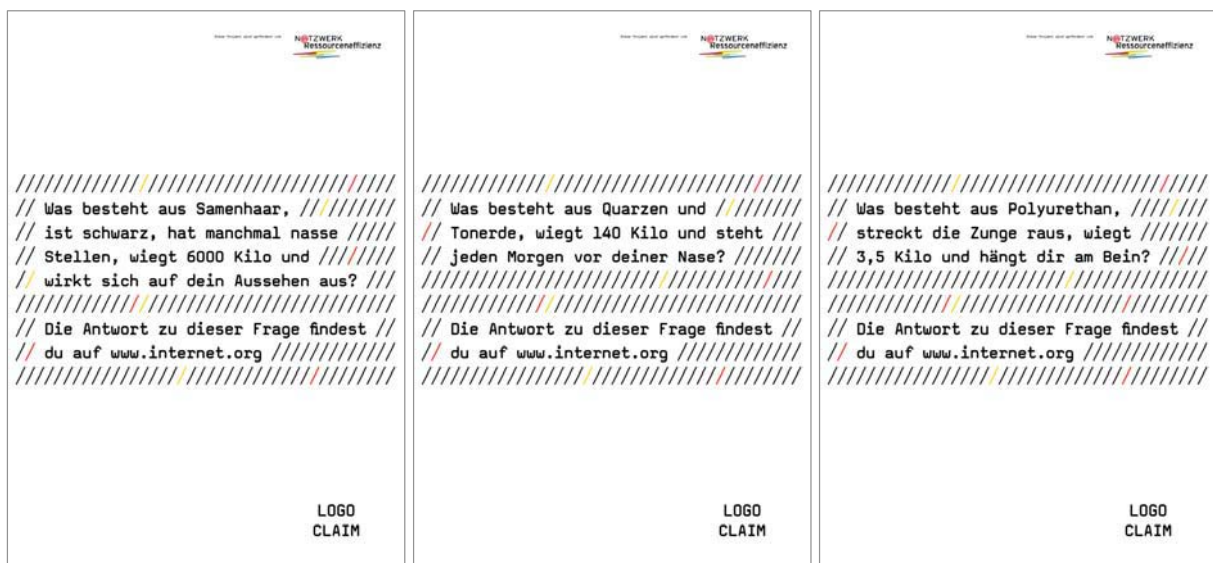 N@TZWERK
Ressourceneffizienz
Was besteht aus Samenhaar,
ist schwarz, hat manchmal nasse
Stellen, wiegt 6000 Kilo und
wirkt sich auf dein Aussehen aus?
Die Antwort zu dieser Frage findest
du auf www.internet.org
LOGO
CLAIM
N@TZWERK
Ressourceneffizienz
Was besteht aus Quarzen und
Tonerde, wiegt 140 Kilo und steht
jeden Morgen vor deiner Nase?
Die Antwort zu dieser Frage findest
du auf www.internet.org
LOGO
CLAIM
N@TZWERK
Ressourceneffizienz
Was besteht aus Polyurethan,
streckt die Zunge raus, wiegt
3,5 Kilo und hängt dir am Bein?
Die Antwort zu dieser Frage findest
du auf www.internet.org
LOGO
CLAIM